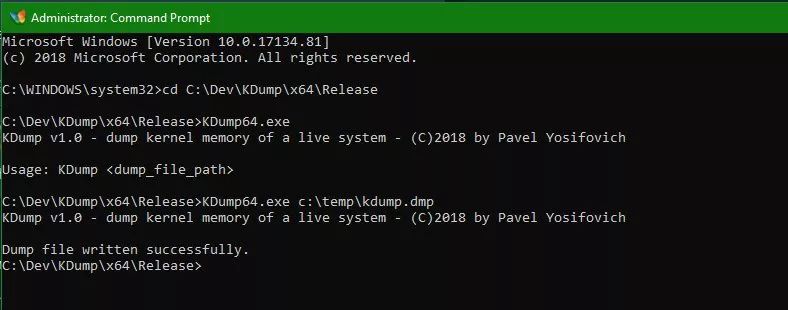 Administrator: Command Prompt
Microsoft Windows [Version 10.0.17134.81]
(c) 2018 Microsoft Corporation. All rights reserved.
C:\WINDOWS\system32>cd C:\Dev\KDump\x64\Release
C:\Dev\KDump\x64\Release>KDump64.exe
KDump v1.0 - dump kernel memory of a live system - (C)2018 by Pavel Yosifovich
Usage: KDump <dump_file_path>
C:\Dev\KDump\x64\Release>KDump64.exe c:\temp\kdump.dmp
KDump v1.0 - dump kernel memory of a live system - (C)2018 by Pavel Yosifovich
Dump file written successfully.
C:\Dev\KDump\x64\Release>